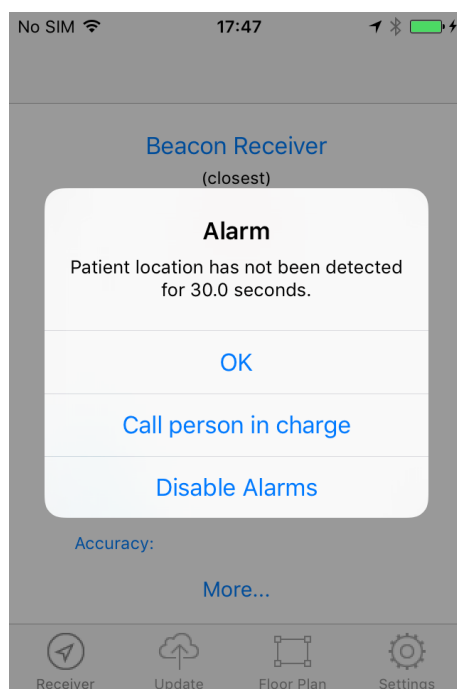 No SIM 17:47
Beacon Receiver
(closest)
Alarm
Patient location has not been detected
for 30.0 seconds.
OK
Call person in charge
Disable Alarms
Accuracy:
More...
Receiver Update Floor Plan Settings